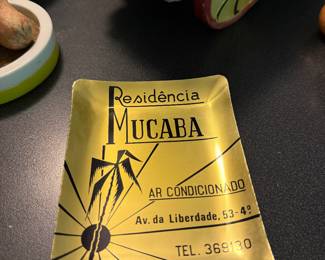 Residência
MUCABA
AR CONDICIONADO
Av. da Liberdade, 53-4º
TEL. 369130